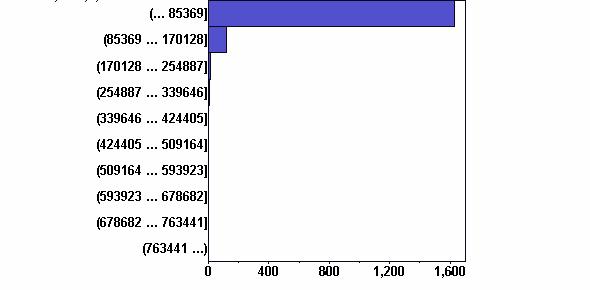 (... 85369]
(85369 ... 170128]
(170128 ... 254887]
(254887 ... 339646]
(339646 ... 424405]
(424405 ... 509164]
(509164 ... 593923]
(593923 ... 678682]
(678682 ... 763441]
(763441 ...)
0 400 800 1,200 1,600